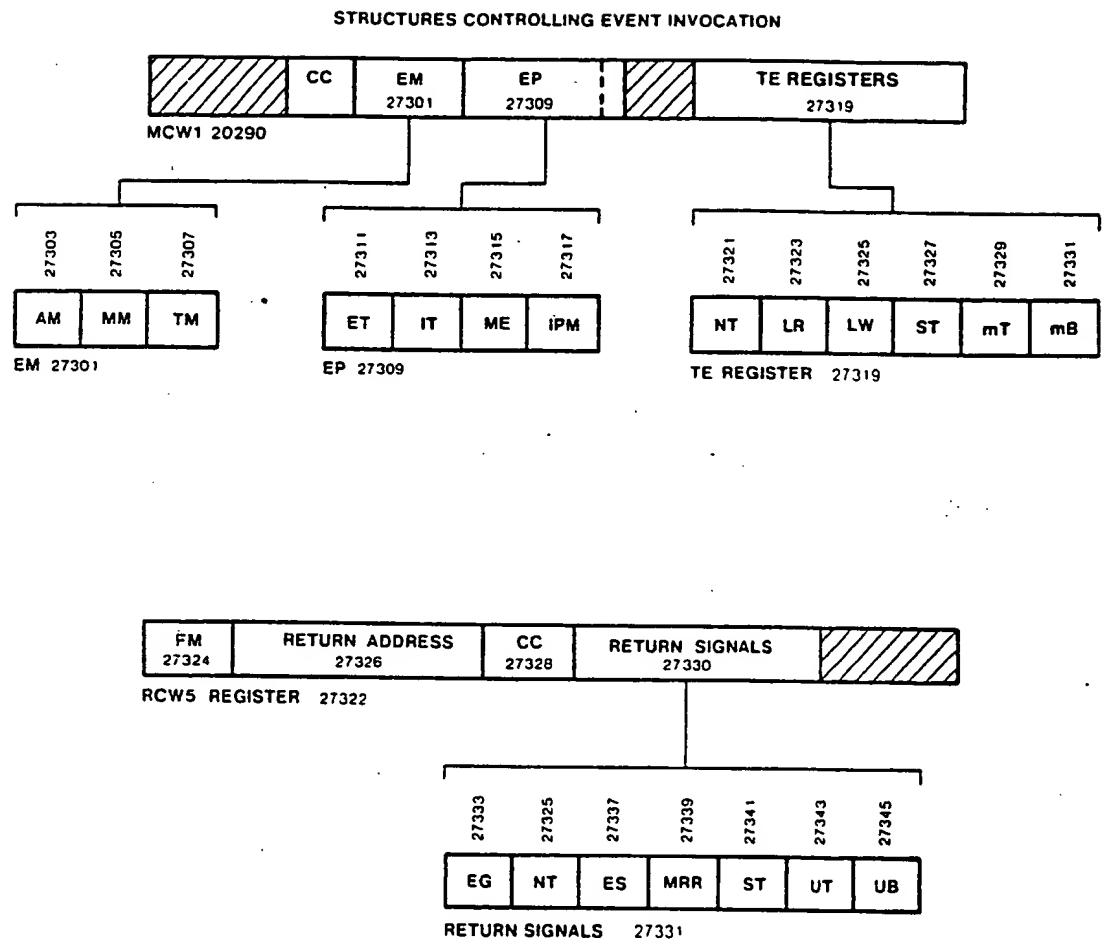 STRUCTURES CONTROLLING EVENT INVOCATION
CC EM EP TE REGISTERS
27301 27309 27319
MCW1 20290
27303 27305 27307 27311 27313 27315 27317 27321 27323 27325 27327 27329 27331
AM MM TM ET IT ME IPM NT LR LW ST mT mB
EM 27301 EP 27309 TE REGISTER 27319
FM RETURN ADDRESS CC RETURN SIGNALS
27324 27326 27328 27330
RCW5 REGISTER 27322
27333 27325 27337 27339 27341 27343 27345
EG NT ES MRR ST UT UB
RETURN SIGNALS 27331